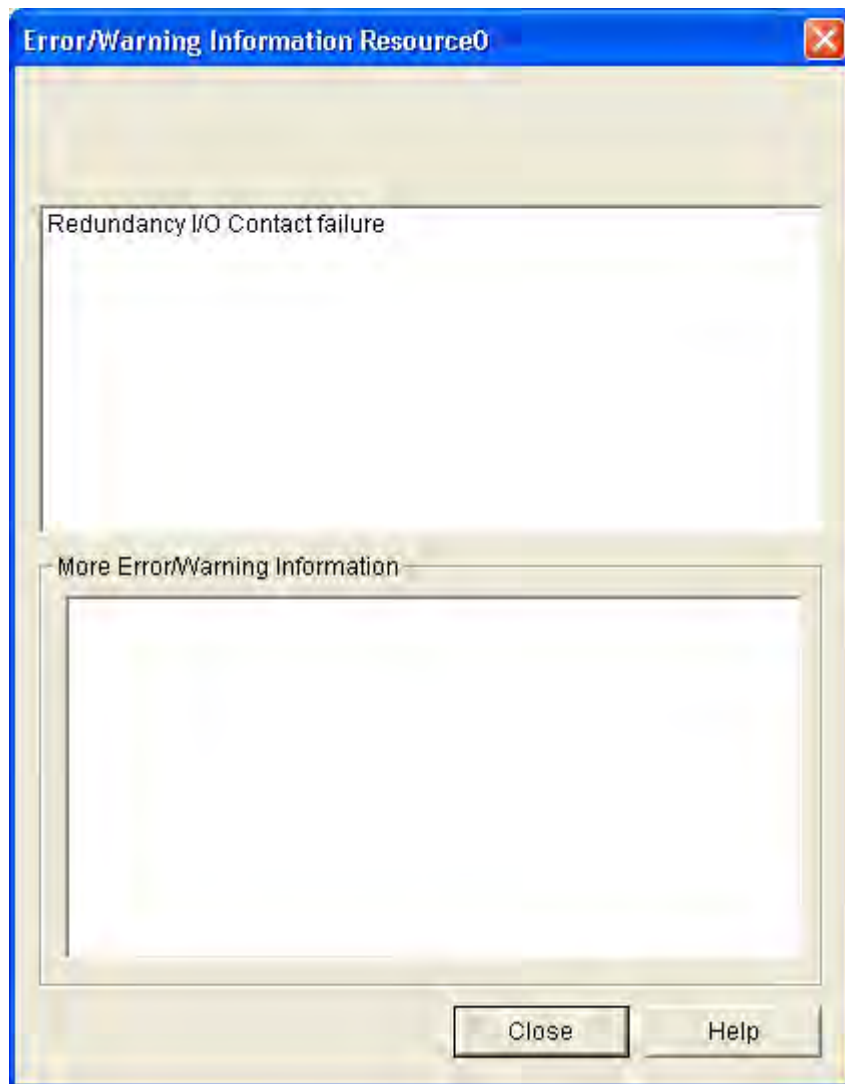 Error/Warning Information Resource0
Redundancy I/O Contact failure
More Error/Warning Information
Close
Help